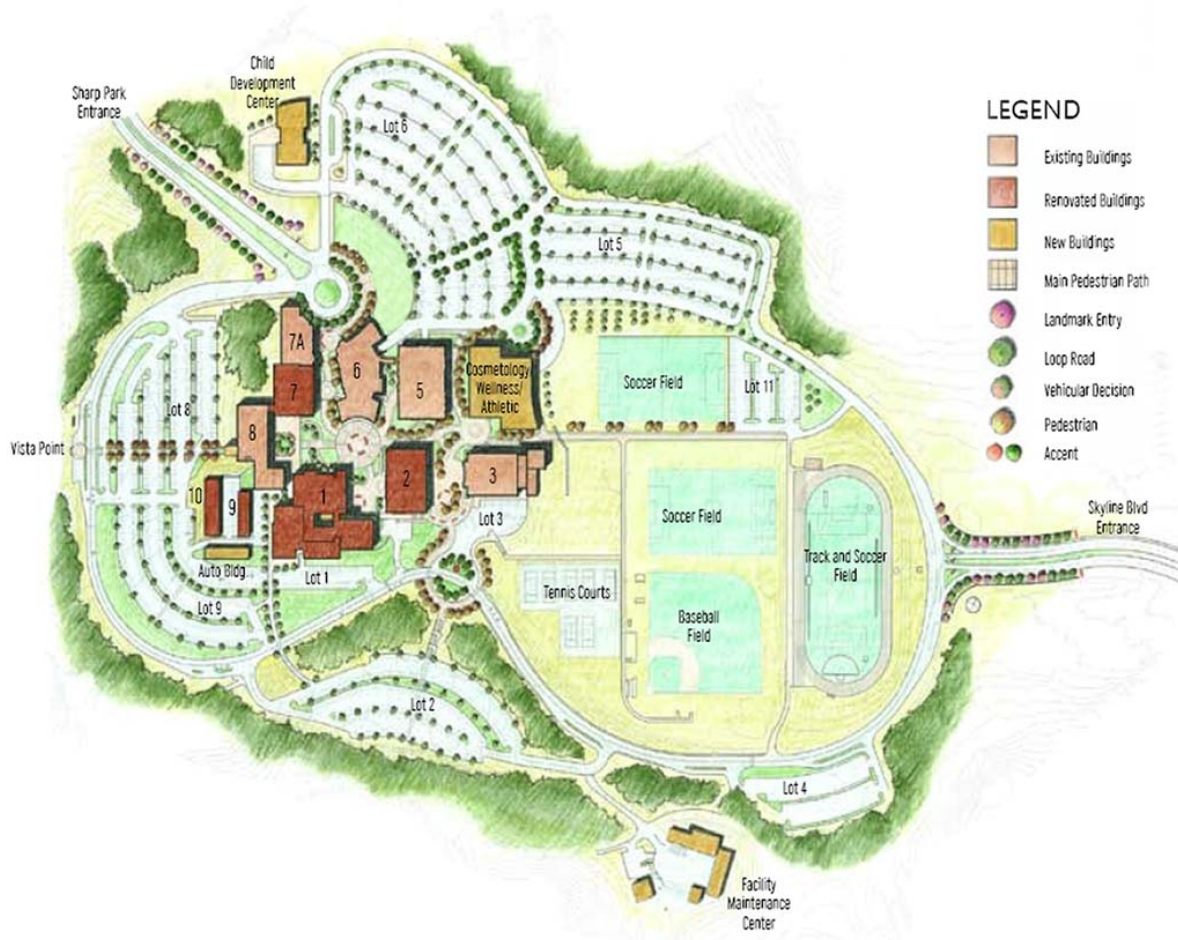 Child
Development
Center
Sharp Park
Entrance
Lot 6
Lot 5
LEGEND
Existing Buildings
Renovated Buildings
New Buildings
Main Pedestrian Path
Landmark Entry
Loop Road
Vehicular Decision
Pedestrian
Accent
7A
7
6
5
Cosmetology/
Wellness/
Athletic
Soccer Field
Lot 11
Lot 8
8
Vista Point
2
3
1
10
9
Lot 3
Soccer Field
Skyline Blvd
Entrance
Track and Soccer
Field
Auto Bldg.
Lot 1
Tennis Courts
Lot 9
Baseball
Field
Lot 2
Lot 4
Facility
Maintenance
Center